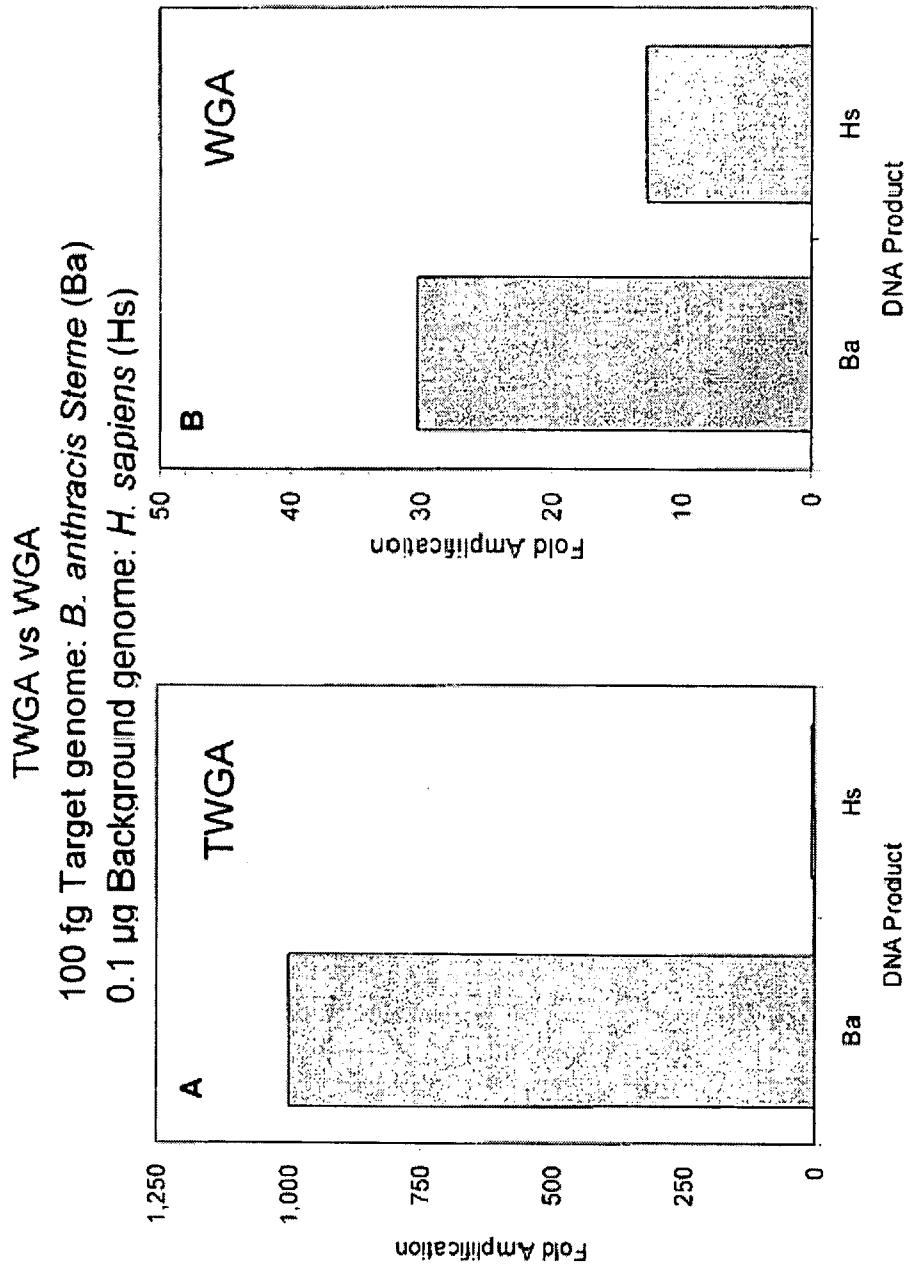 TWGA vs WGA
100 fg Target genome: B. anthracis Sterne (Ba)
0.1 µg Background genome: H. sapiens (Hs)
A
TWGA
1,250
1,000
750
500
250
0
Fold Amplification
Ba
Hs
DNA Product
B
WGA
50
40
30
20
10
0
Fold Amplification
Ba
Hs
DNA Product